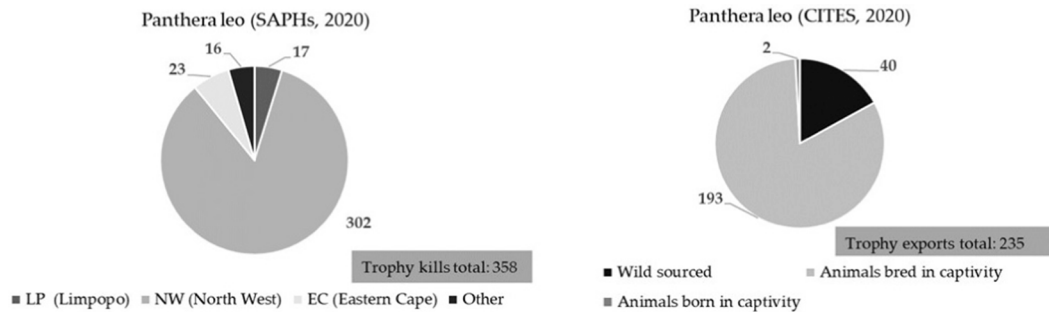 Panthera leo (SAPHs, 2020)
16
17
23
302
Trophy kills total: 358
LP (Limpopo) NW (North West) EC (Eastern Cape) Other
Panthera leo (CITES, 2020)
2
40
193
Trophy exports total: 235
Wild sourced Animals bred in captivity
Animals born in captivity